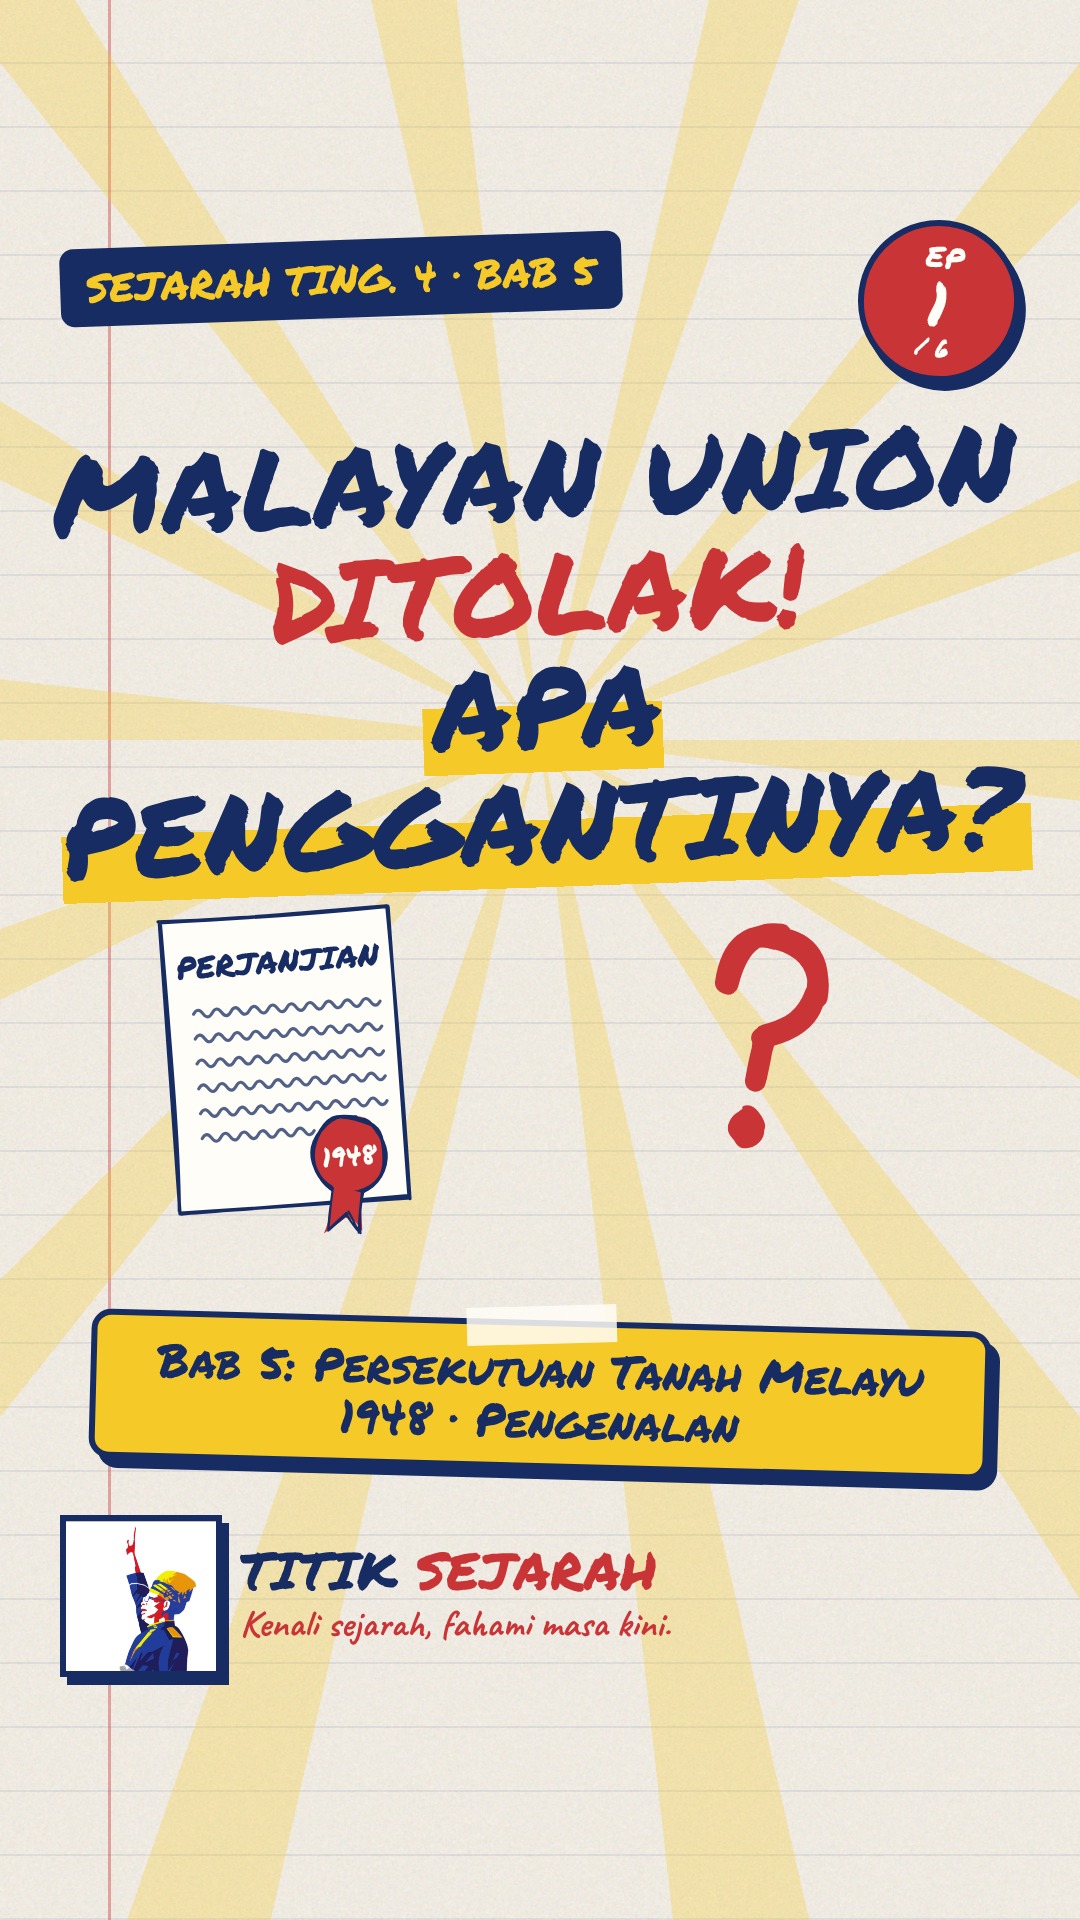 SEJARAH TING. 4 · BAB 5
EP
1
/ 6
MALAYAN UNION
DITOLAK!
APA
PENGGANTINYA?
PERJANJIAN
1948
BAB 5: PERSEKUTUAN TANAH MELAYU
1948 · PENGENALAN
TITIK SEJARAH
Kenali sejarah, fahami masa kini.